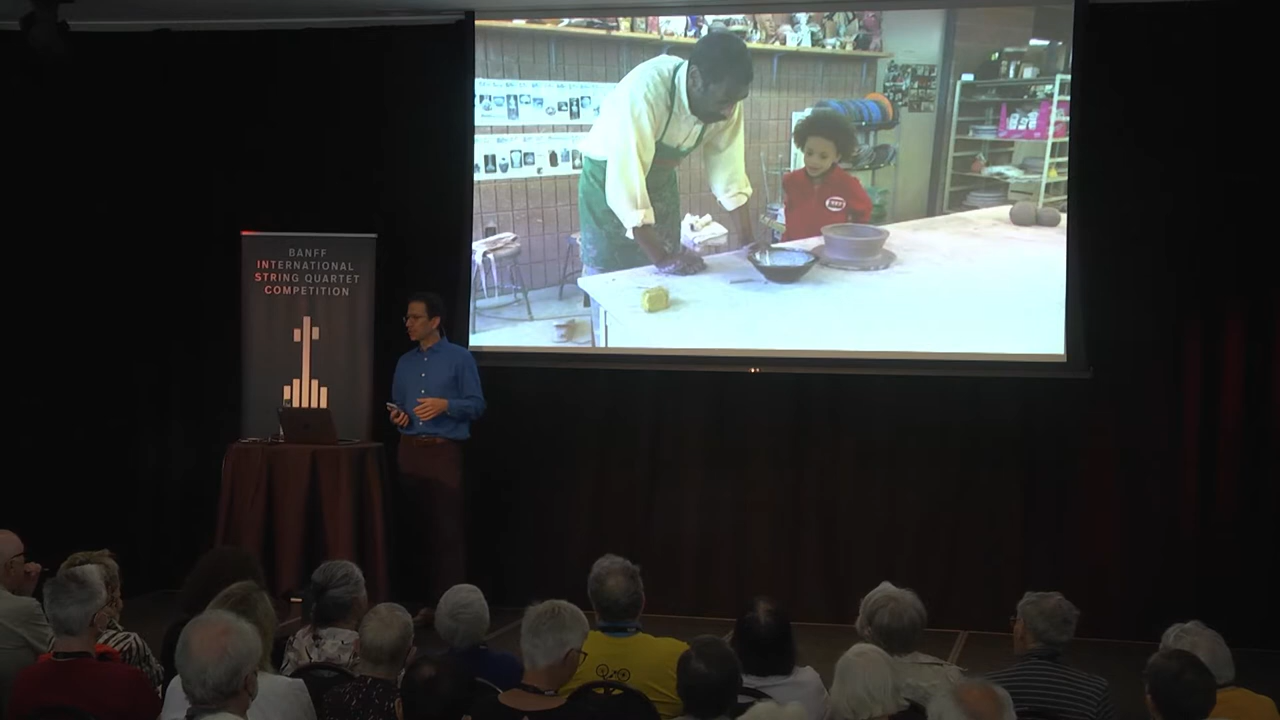 BANFF
INTERNATIONAL
STRING QUARTET
COMPETITION